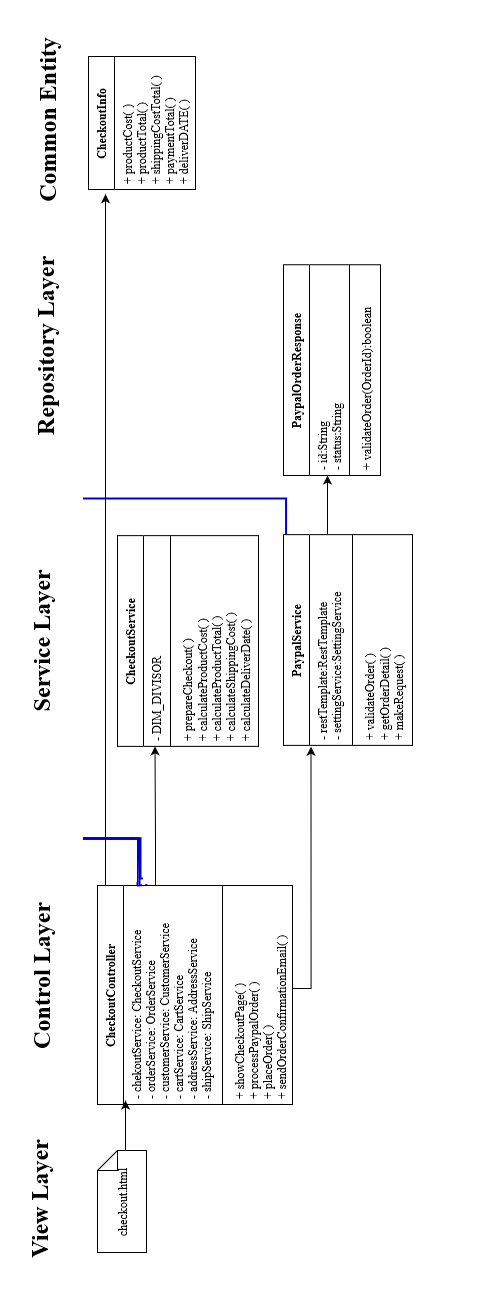 View Layer
Control Layer
Service Layer
Repository Layer
Common Entity
checkout.html
CheckoutController
- chekoutService: CheckoutService
- orderService: OrderService
- customerService: CustomerService
- cartService: CartService
- addressService: AddressService
- shipService: ShipService
+ showCheckoutPage()
+ processPaypalOrder()
+ placeOrder()
+ sendOrderConfirmationEmail()
CheckoutService
- DIM_DIVISOR
+ prepareCheckout()
+ calculateProductCost()
+ calculateProductTotal()
+ calculateShippingCost()
+ calculateDeliverDate()
PaypalService
- restTemplate:RestTemplate
- settingService:SettingService
+ validateOrder()
+ getOrderDetail()
+ makeRequest()
PaypalOrderResponse
- id:String
- status:String
+ validateOrder(OrderId):boolean
CheckoutInfo
+ productCost()
+ productTotal()
+ shippingCostTotal()
+ paymentTotal()
+ deliverDATE()